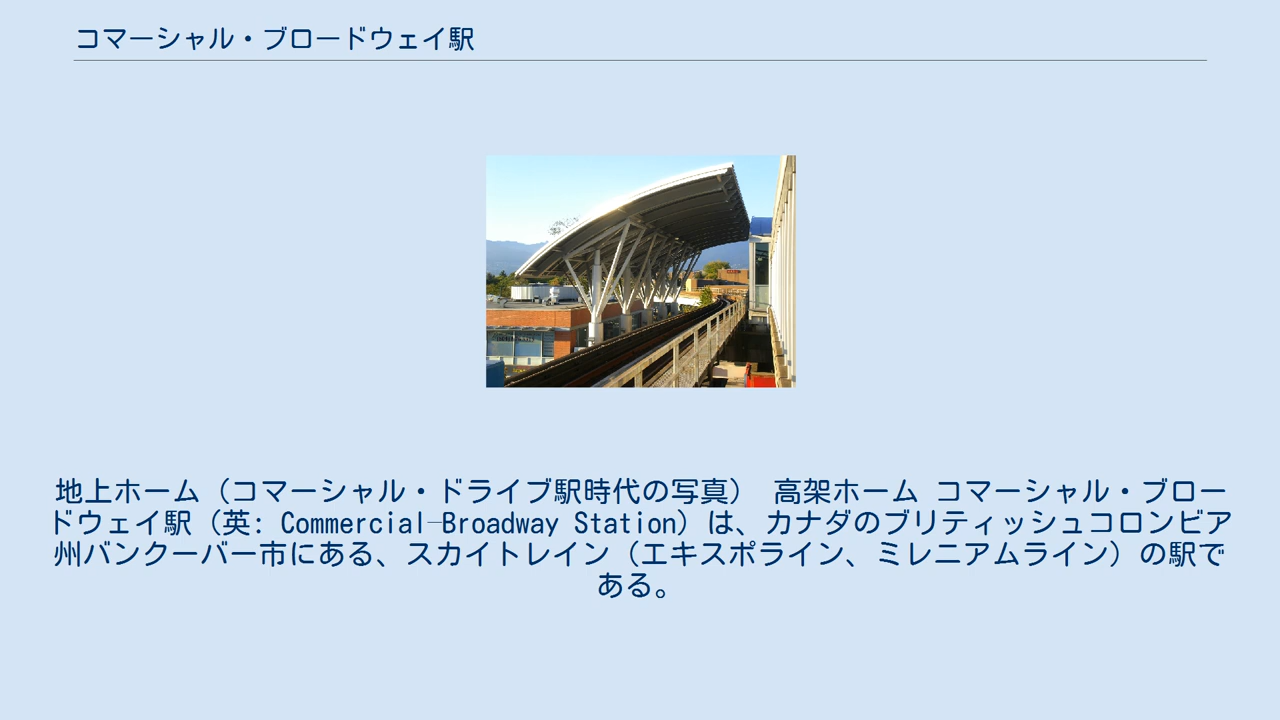 コマーシャル・ブロードウェイ駅
地上ホーム（コマーシャル・ドライブ駅時代の写真） 高架ホーム コマーシャル・ブロー
ドウェイ駅（英: Commercial–Broadway Station）は、カナダのブリティッシュコロンビア
州バンクーバー市にある、スカイトレイン（エキスポライン、ミレニアムライン）の駅で
ある。